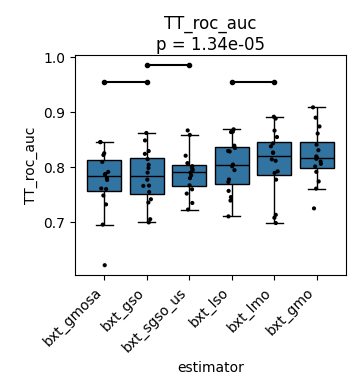 TT_roc_auc
p = 1.34e-05
TT_roc_auc
1.0
0.9
0.8
0.7
bxt_gmosa
bxt_gso
bxt_sgso_us
bxt_lso
bxt_lmo
bxt_gmo
estimator